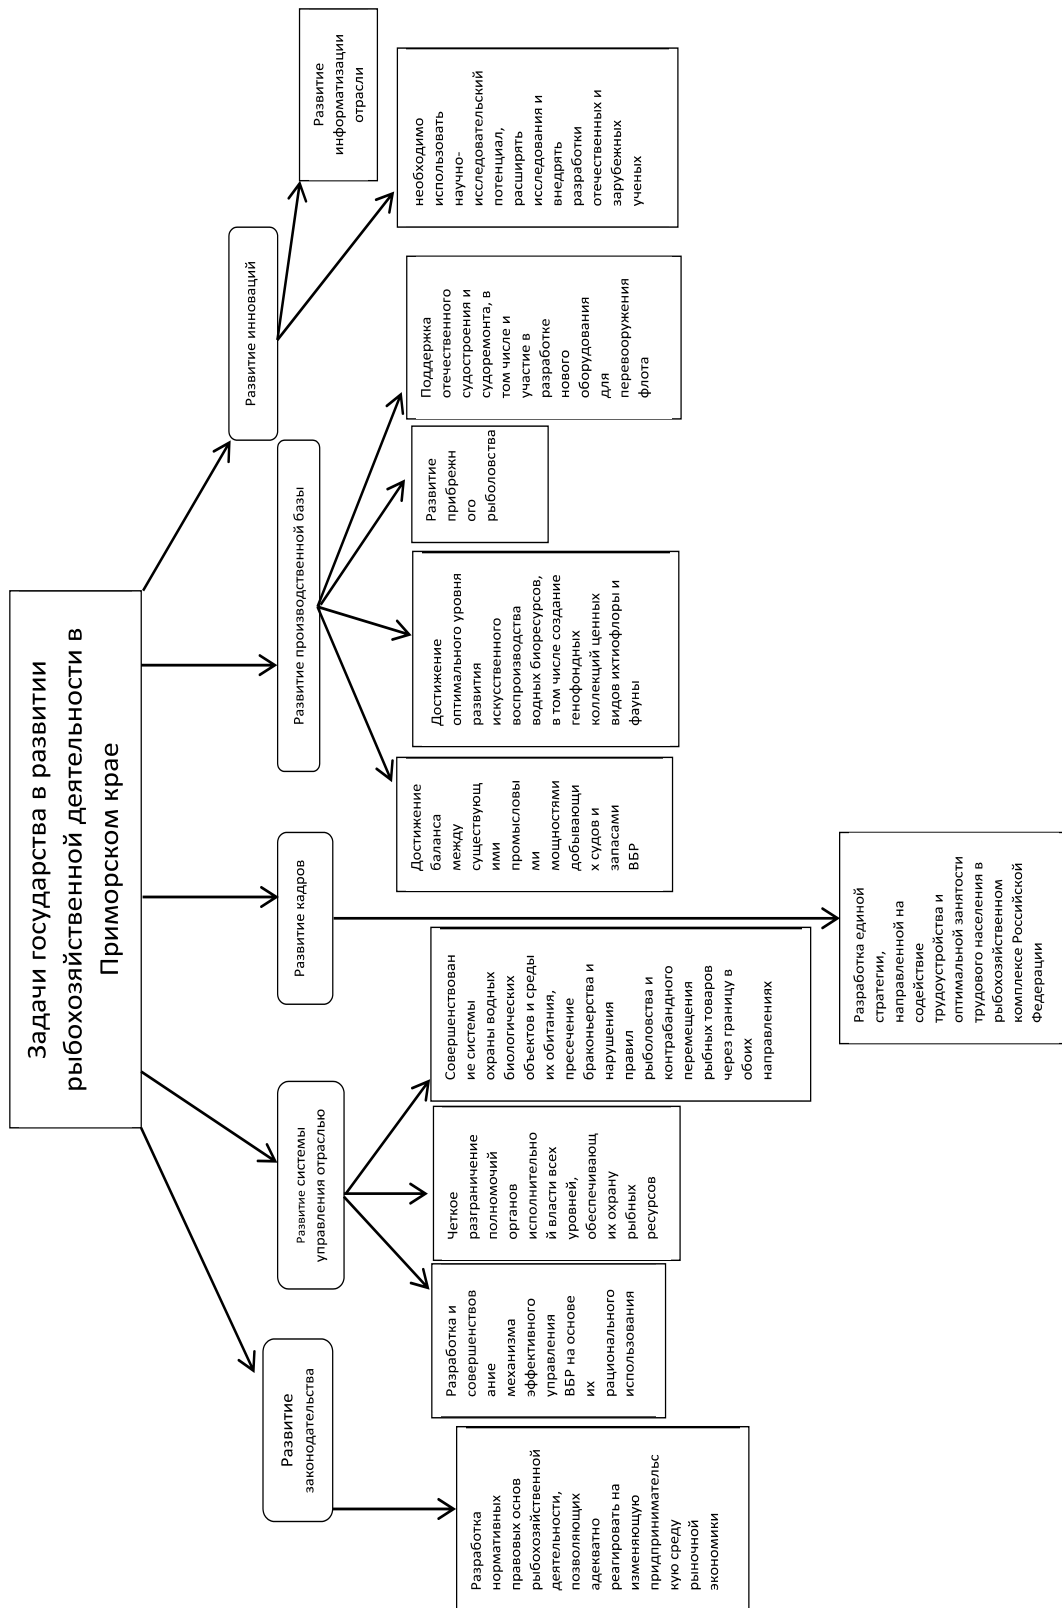 Задачи государства в развитии
рыбохозяйственной деятельности в
Приморском крае
Развитие
законодательства
Развитие системы
управления отраслью
Развитие кадров
Развитие производственной базы
Развитие инноваций
Разработка
нормативных
правовых основ
рыбохозяйственной
деятельности,
позволяющих
адекватно
реагировать на
изменяющую
придпринимательс
кую среду
рыночной
экономики
Разработка и
совершенствов
ание
механизма
эффективного
управления
ВБР на основе
их
рационального
использования
Четкое
разграничение
полномочий
органов
исполнительно
й власти всех
уровней,
обеспечивающ
их охрану
рыбных
ресурсов
Совершенствован
ие системы
охраны водных
биологических
объектов и среды
их обитания,
пресечение
браконьерства и
нарушения
правил
рыболовства и
контрабандного
перемещения
рыбных товаров
через границу в
обоих
направлениях
Разработка единой
стратегии,
направленной на
содействие
трудоустройства и
оптимальной занятости
трудового населения в
рыбохозяйственном
комплексе Российской
Федерации
Достижение
баланса
между
существующ
ими
промысловы
ми
мощностями
добывающи
х судов и
запасами
ВБР
Достижение
оптимального уровня
развития
искусственного
воспроизводства
водных биоресурсов,
в том числе создание
генофондных
коллекций ценных
видов ихтиофлоры и
фауны
Развитие
прибрежн
ого
рыболовства
Поддержка
отечественного
судостроения и
судоремонта, в
том числе и
участие в
разработке
нового
оборудования
для
перевооружения
флота
необходимо
использовать
научно-
исследовательский
потенциал,
расширять
исследования и
внедрять
разработки
отечественных и
зарубежных
ученых
Развитие
информатизации
отрасли